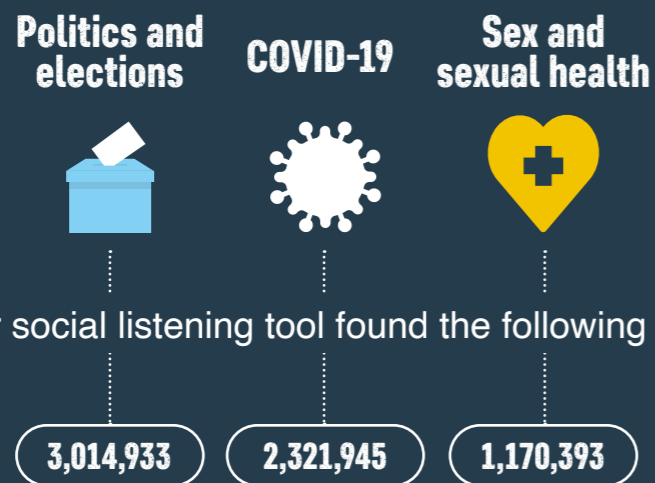 Politics and
elections
COVID-19
Sex and
sexual health
social listening tool found the following
3,014,933
2,321,945
1,170,393